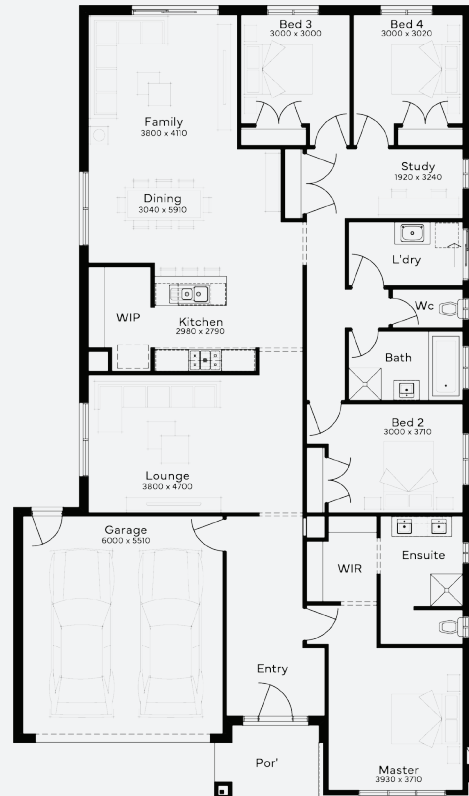 Bed 3
3000 x 3000
Bed 4
3000 x 3020
Family
3800 x 4110
Study
1920 x 3240
Dining
3040 x 5910
L'dry
WIP
Kitchen
2980 x 2790
Wc
Bath
Bed 2
3000 x 3710
Lounge
3800 x 4700
Garage
6000 x 5510
WIR
Ensuite
Entry
Por'
Master
3930 x 3710